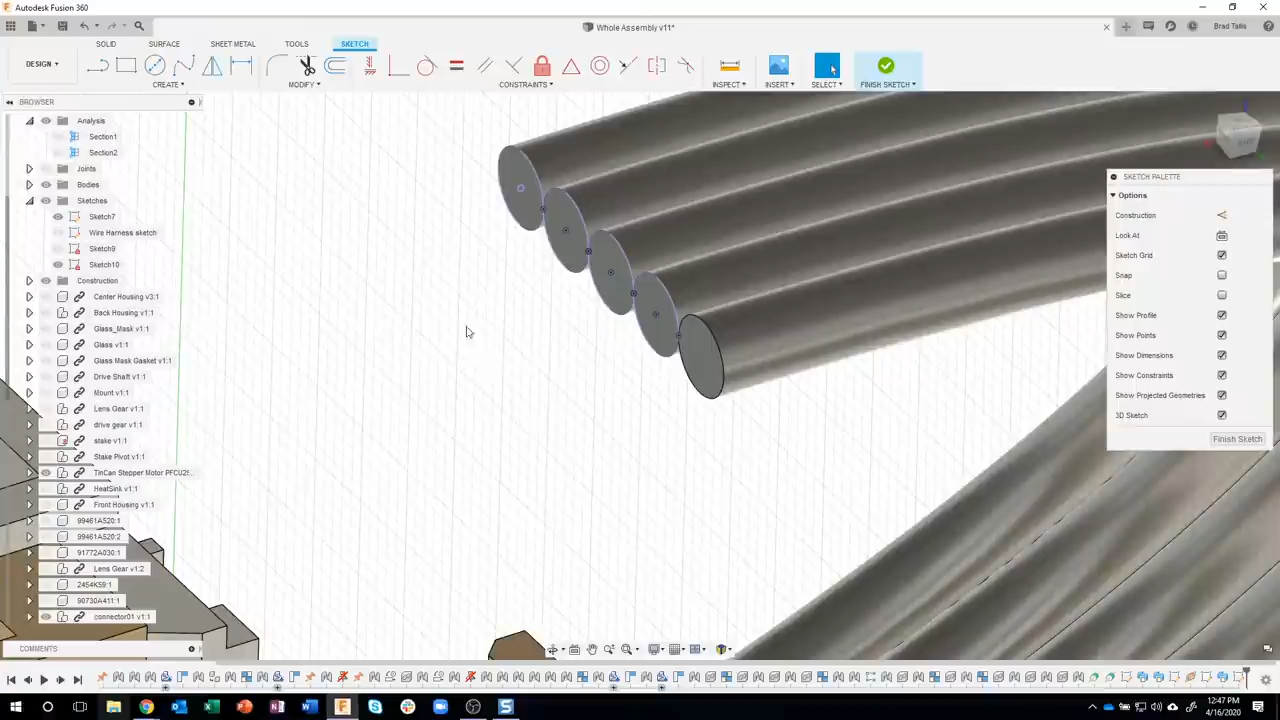 Autodesk Fusion 360
Whole Assembly v11*
Brad Tallis
DESIGN
SOLID
SURFACE
SHEET METAL
TOOLS
SKETCH
CREATE
MODIFY
CONSTRAINTS
INSPECT
INSERT
SELECT
FINISH SKETCH
BROWSER
Analysis
Section1
Section2
Joints
Bodies
Sketches
Sketch7
Wire Harness sketch
Sketch9
Sketch10
Construction
Center Housing v3:1
Back Housing v1:1
Glass_Mask v1:1
Glass v1:1
Glass Mask Gasket v1:1
Drive Shaft v1:1
Mount v1:1
Lens Gear v1:1
drive gear v1:1
stake v1:1
Stake Pivot v1:1
TinCan Stepper Motor PFCU25...
HeatSink v1:1
Front Housing v1:1
99461A520:1
99461A520:2
91772A030:1
Lens Gear v1:2
2454K59:1
90730A411:1
connector01 v1:1
SKETCH PALETTE
Options
Construction
Look At
Sketch Grid
Snap
Slice
Show Profile
Show Points
Show Dimensions
Show Constraints
Show Projected Geometries
3D Sketch
Finish Sketch
COMMENTS
12:47 PM
4/16/2020